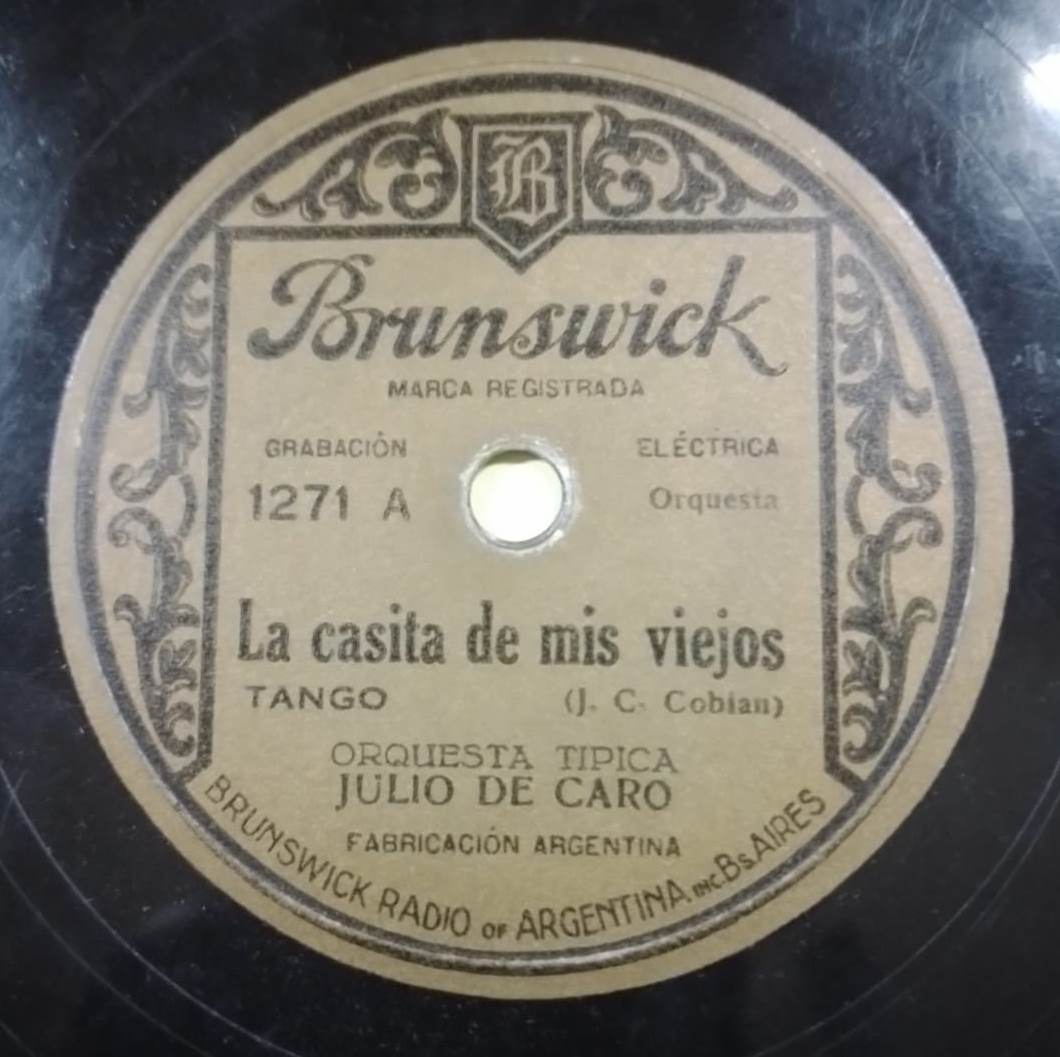 B
Brunswick
MARCA REGISTRADA
GRABACIÓN ELÉCTRICA
1271 A Orquesta
La casita de mis viejos
TANGO (J. C. Cobian)
ORQUESTA TIPICA
JULIO DE CARO
FABRICACIÓN ARGENTINA
BRUNSWICK RADIO OF ARGENTINA INC. Bs. AIRES